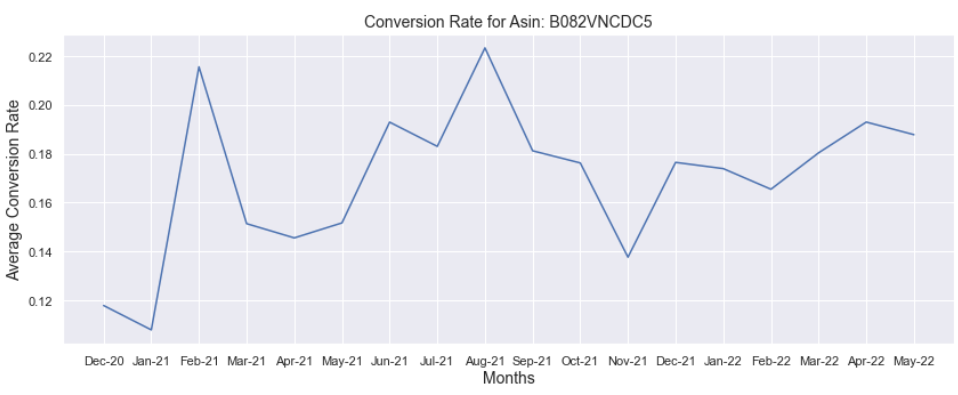 Conversion Rate for Asin: B082VNCDC5
Average Conversion Rate
0.22
0.20
0.18
0.16
0.14
0.12
Dec-20 Jan-21 Feb-21 Mar-21 Apr-21 May-21 Jun-21 Jul-21 Aug-21 Sep-21 Oct-21 Nov-21 Dec-21 Jan-22 Feb-22 Mar-22 Apr-22 May-22
Months